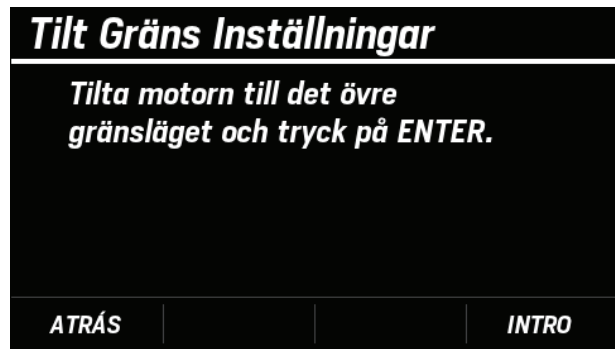 Tilt Gräns Inställningar
Tilta motorn till det övre
gränsläget och tryck på ENTER.
ATRÁS INTRO